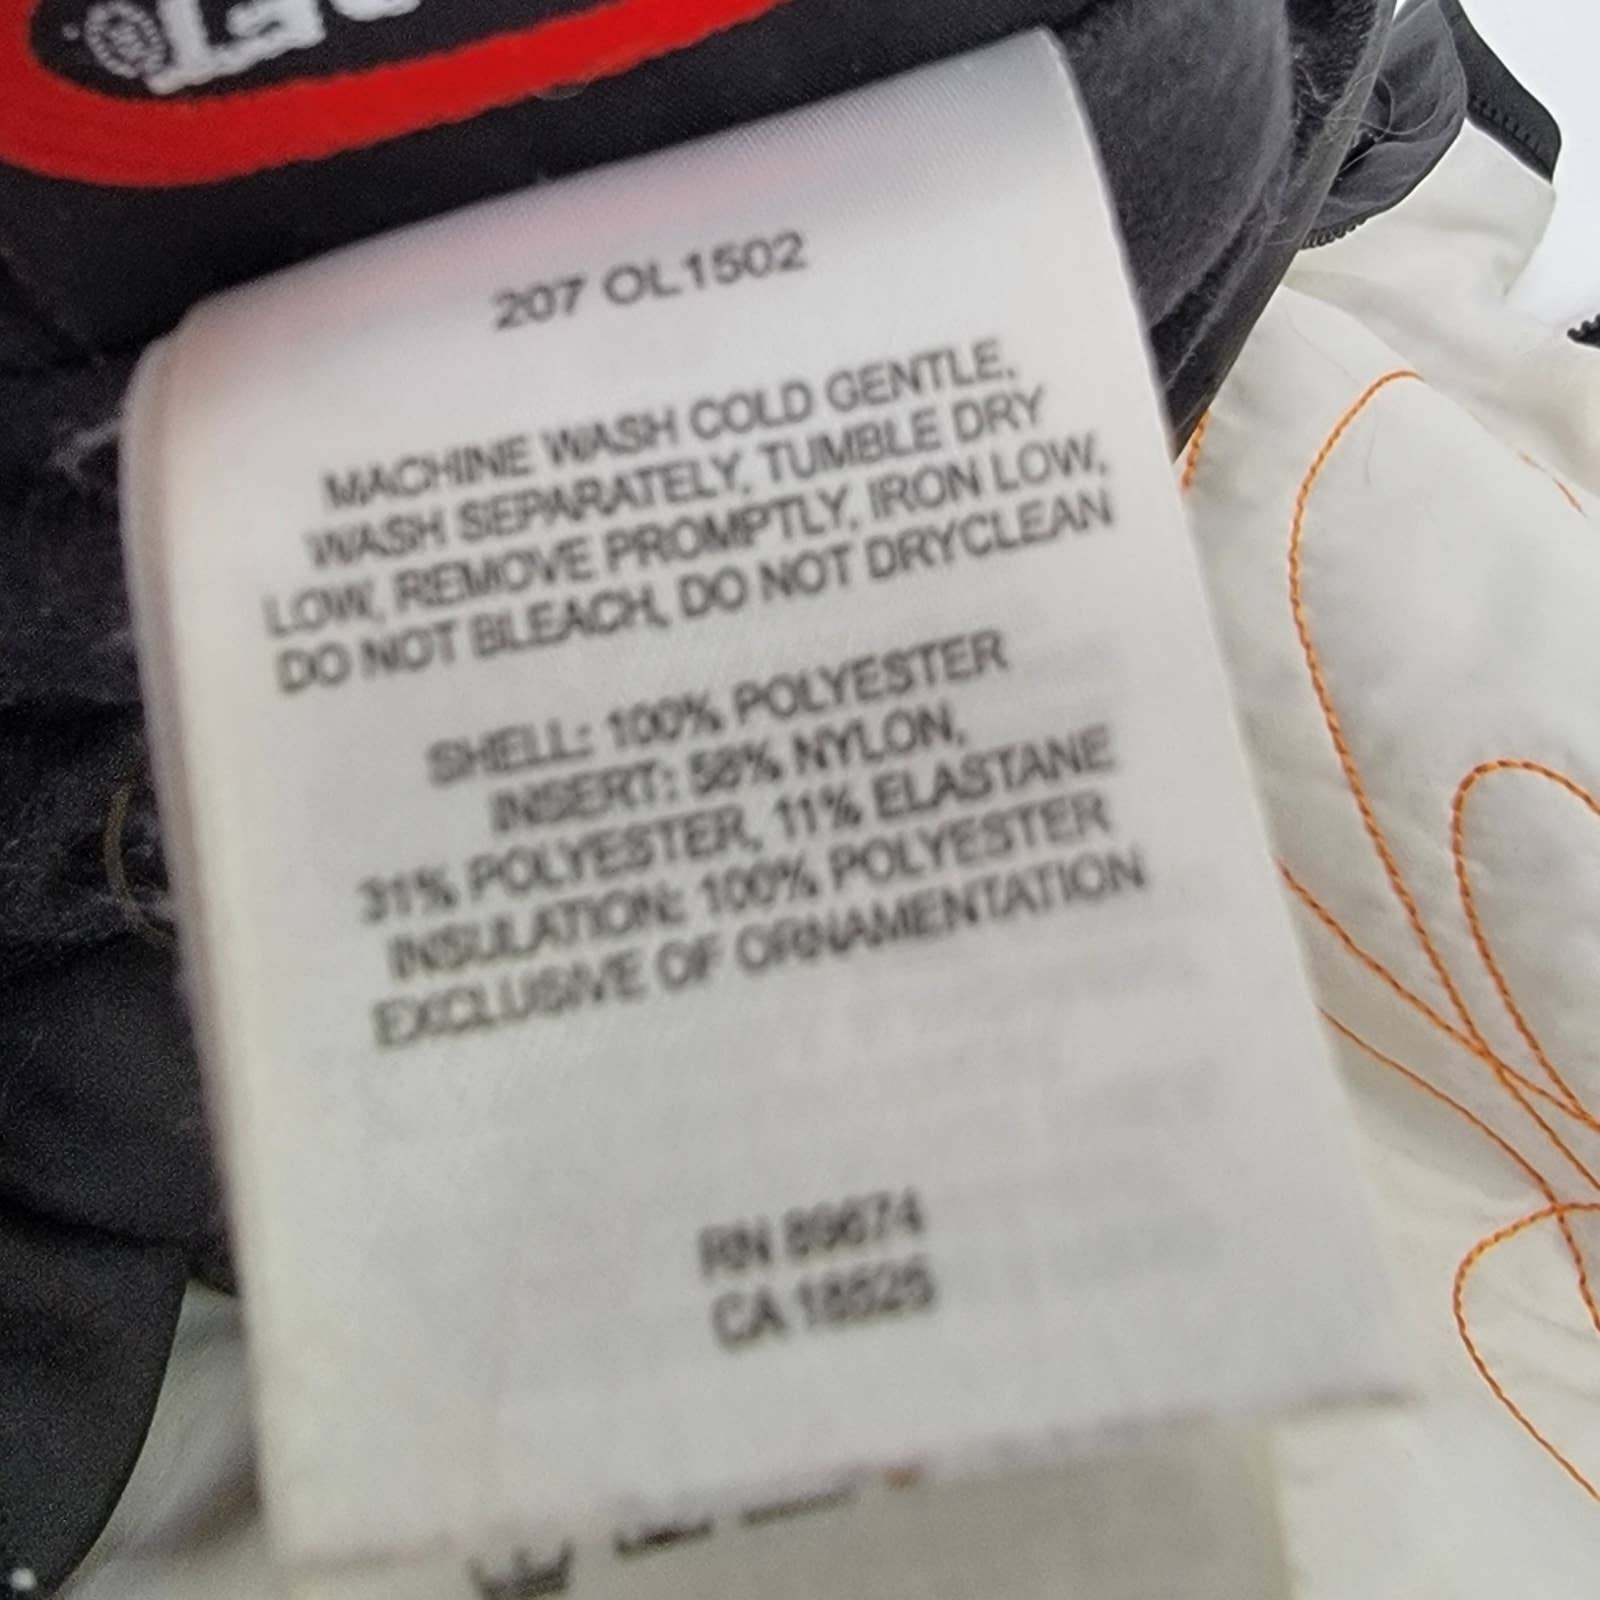 207 OL1502
MACHINE WASH COLD GENTLE,
WASH SEPARATELY, TUMBLE DRY
LOW, REMOVE PROMPTLY, IRON LOW,
DO NOT BLEACH, DO NOT DRYCLEAN
SHELL: 100% POLYESTER
INSERT: 58% NYLON,
31% POLYESTER, 11% ELASTANE
INSULATION: 100% POLYESTER
EXCLUSIVE OF ORNAMENTATION
RN 89674
CA 18525